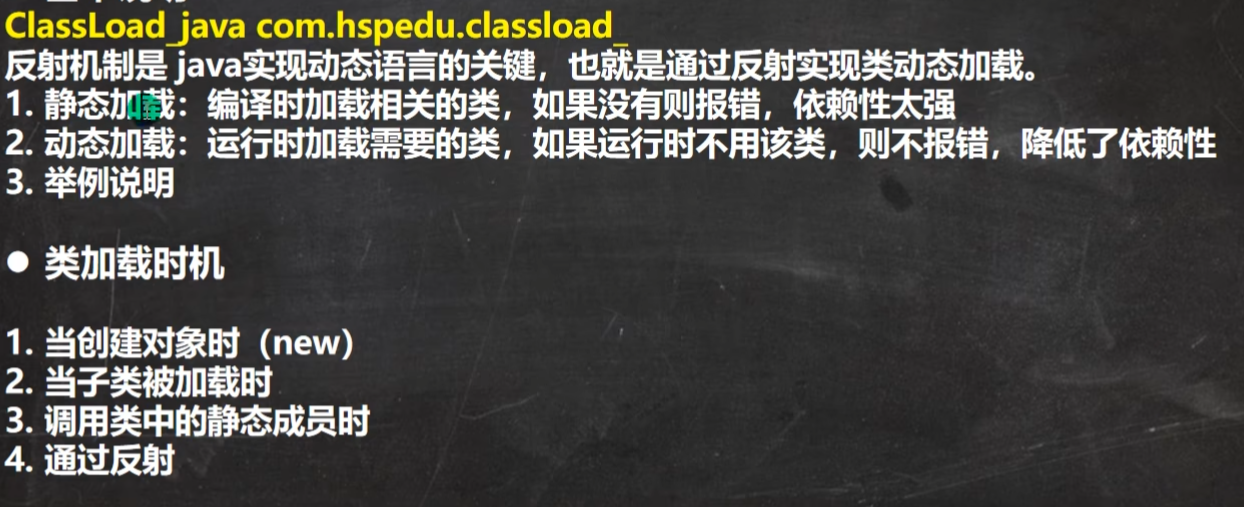 ClassLoad_java com.hspedu.classload_
反射机制是 java实现动态语言的关键，也就是通过反射实现类动态加载。
1. 静态加载：编译时加载相关的类，如果没有则报错，依赖性太强
2. 动态加载：运行时加载需要的类，如果运行时不用该类，则不报错，降低了依赖性
3. 举例说明
● 类加载时机
1. 当创建对象时（new）
2. 当子类被加载时
3. 调用类中的静态成员时
4. 通过反射